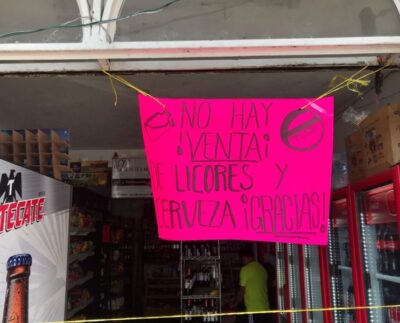 NO HAY
¡VENTA¡
DE LICORES Y
CERVEZA ¡GRACIAS!
TECATE